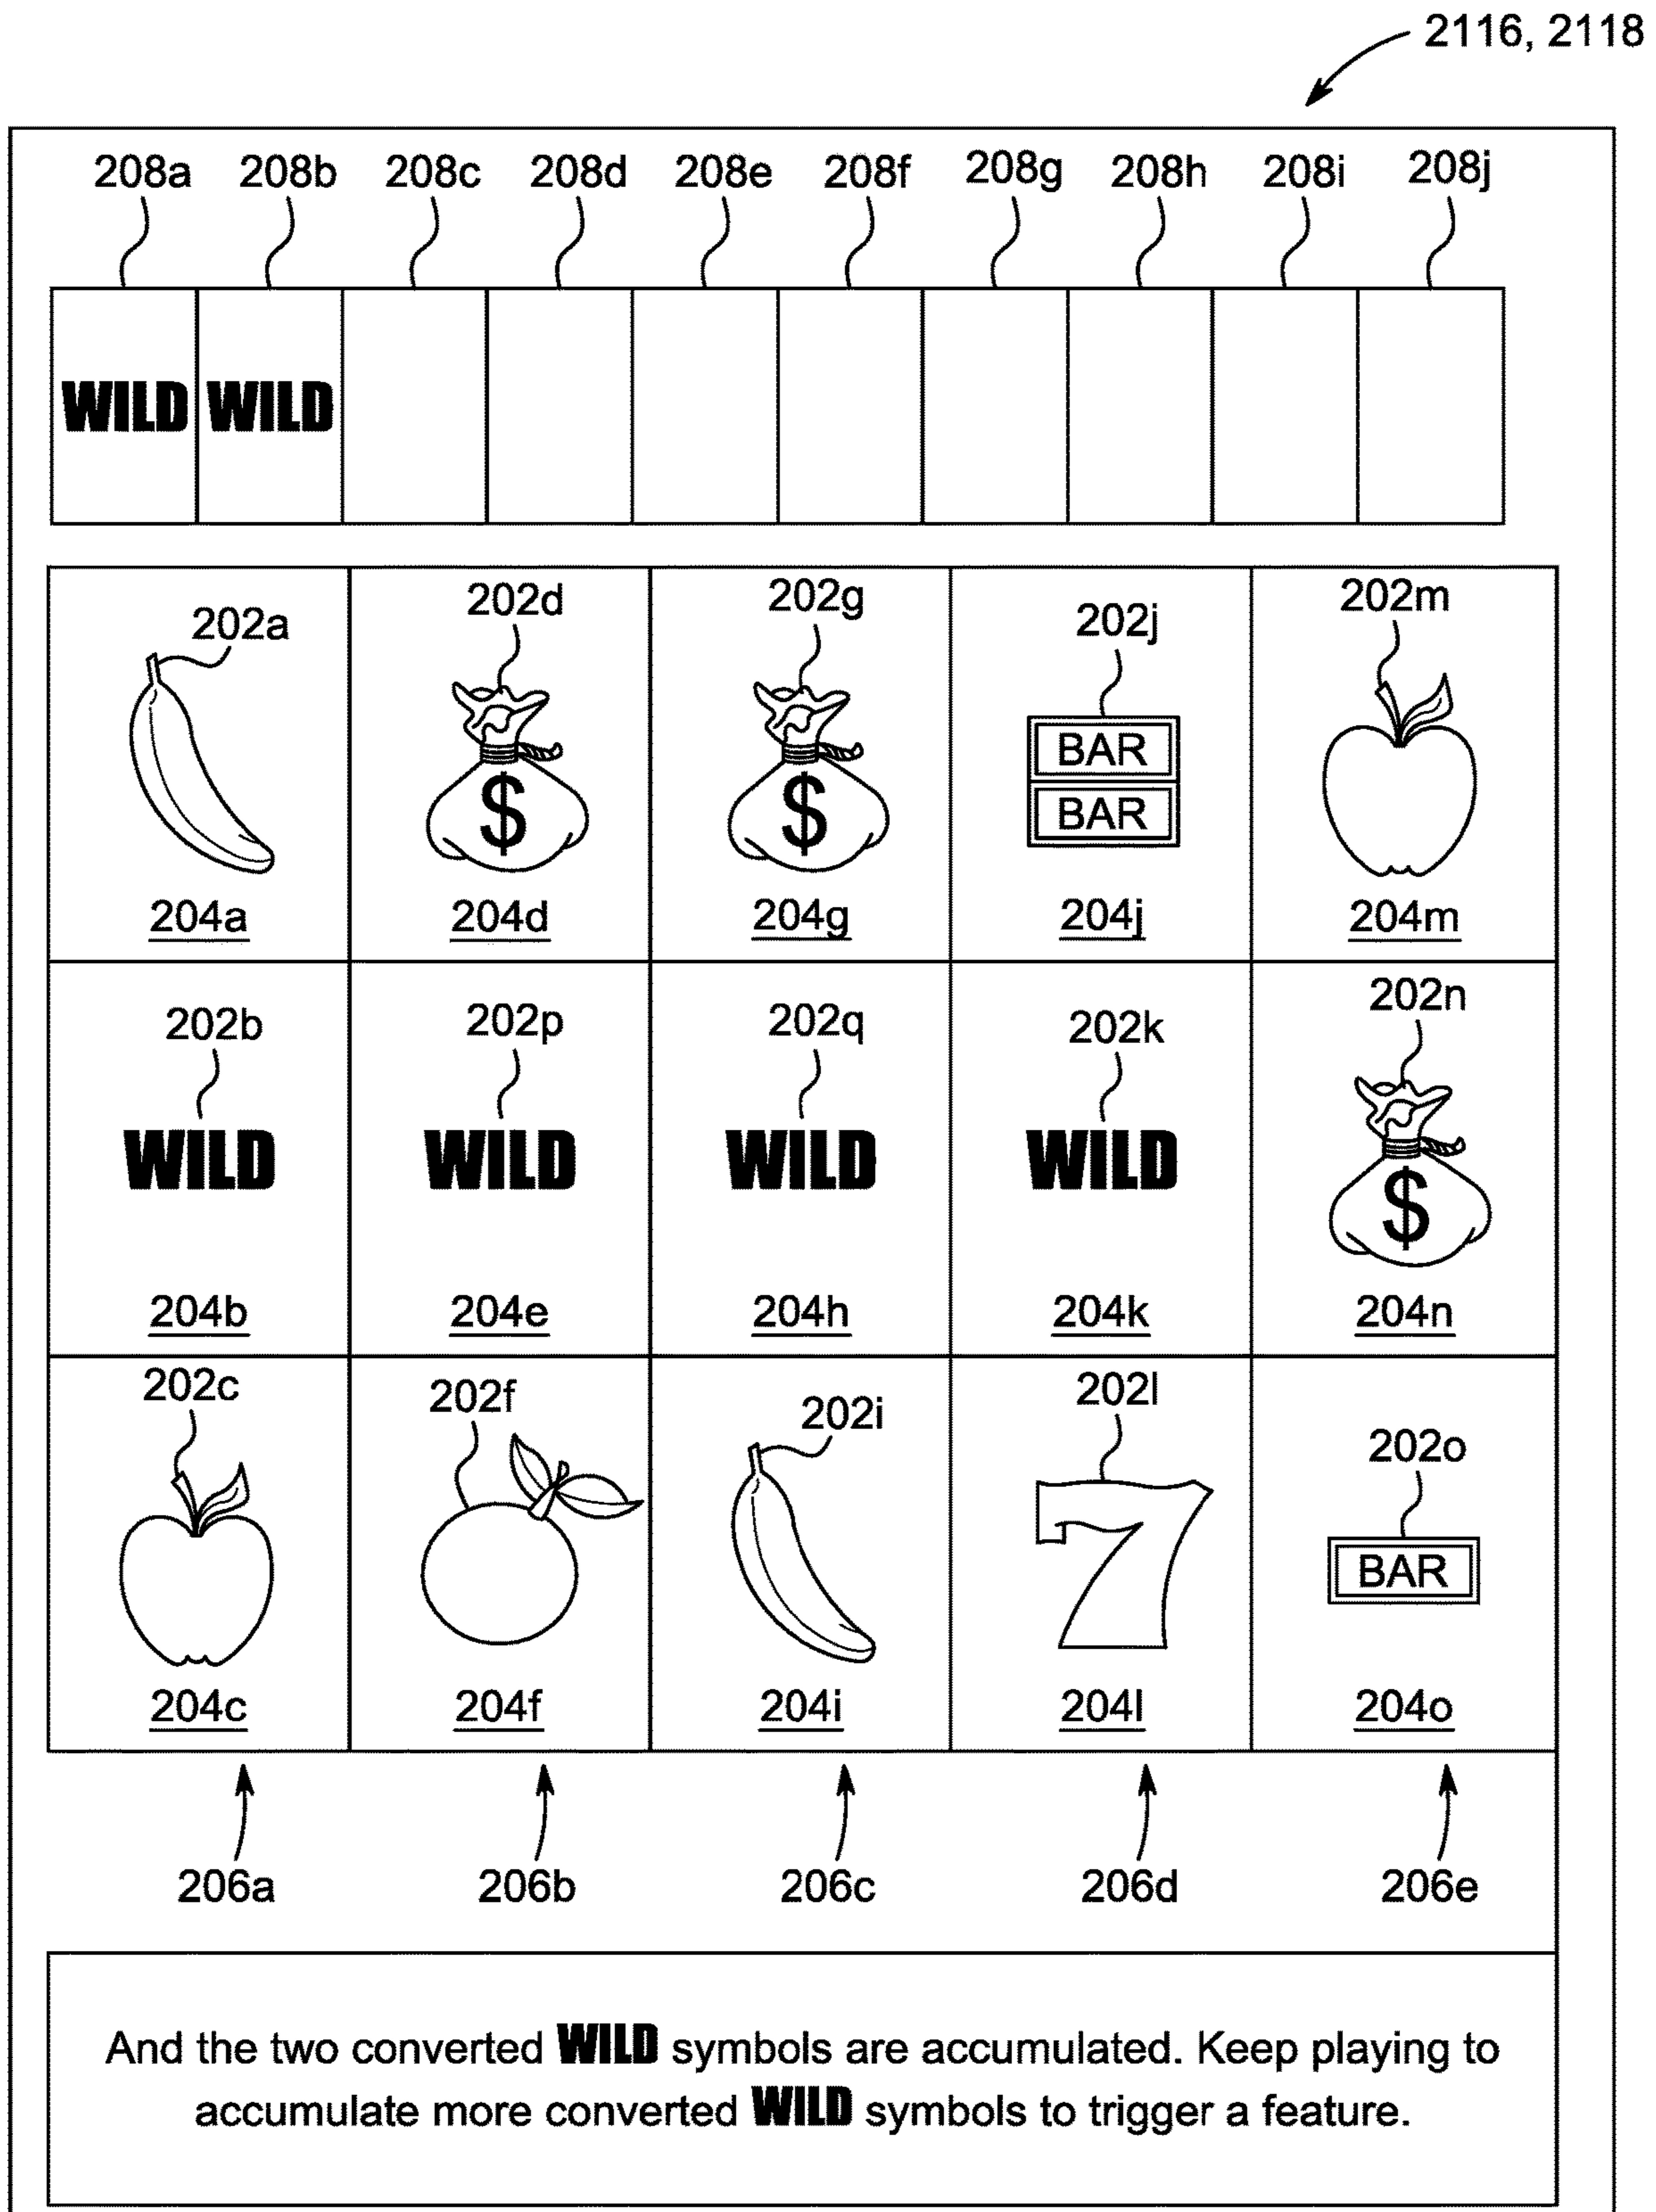 2116, 2118
208a 208b 208c 208d 208e 208f 208g 208h 208i 208j
WILD WILD
202a 202d 202g 202j 202m
$ $ BAR
BAR
204a 204d 204g 204j 204m
202b 202p 202q 202k 202n
WILD WILD WILD WILD $
204b 204e 204h 204k 204n
202c 202f 202i 202l 202o
7 BAR
204c 204f 204i 204l 204o
206a 206b 206c 206d 206e
And the two converted WILD symbols are accumulated. Keep playing to
accumulate more converted WILD symbols to trigger a feature.